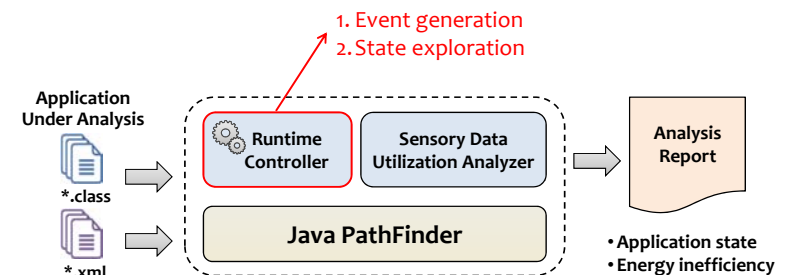 1. Event generation
2. State exploration
Application
Under Analysis
*.class
*.xml
Runtime
Controller
Sensory Data
Utilization Analyzer
Java PathFinder
Analysis
Report
•Application state
•Energy inefficiency